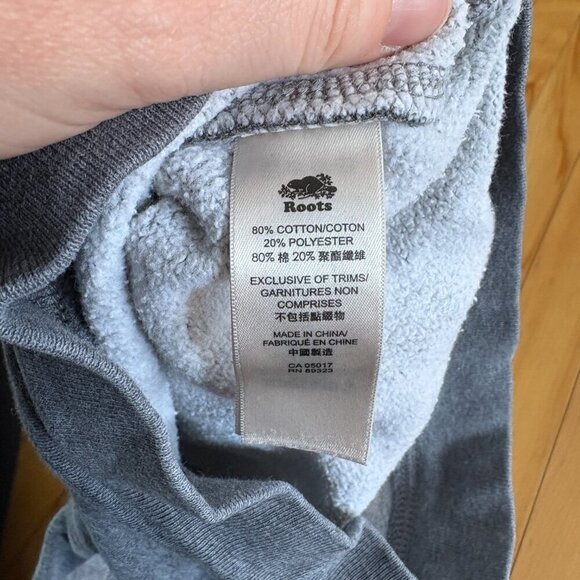 Roots
80% COTTON/COTON
20% POLYESTER
80% 棉 20% 聚酯纖維
EXCLUSIVE OF TRIMS/
GARNITURES NON
COMPRISES
不包括點綴物
MADE IN CHINA/
FABRIQUÉ EN CHINE
中國製造
CA 05017
RN 89323